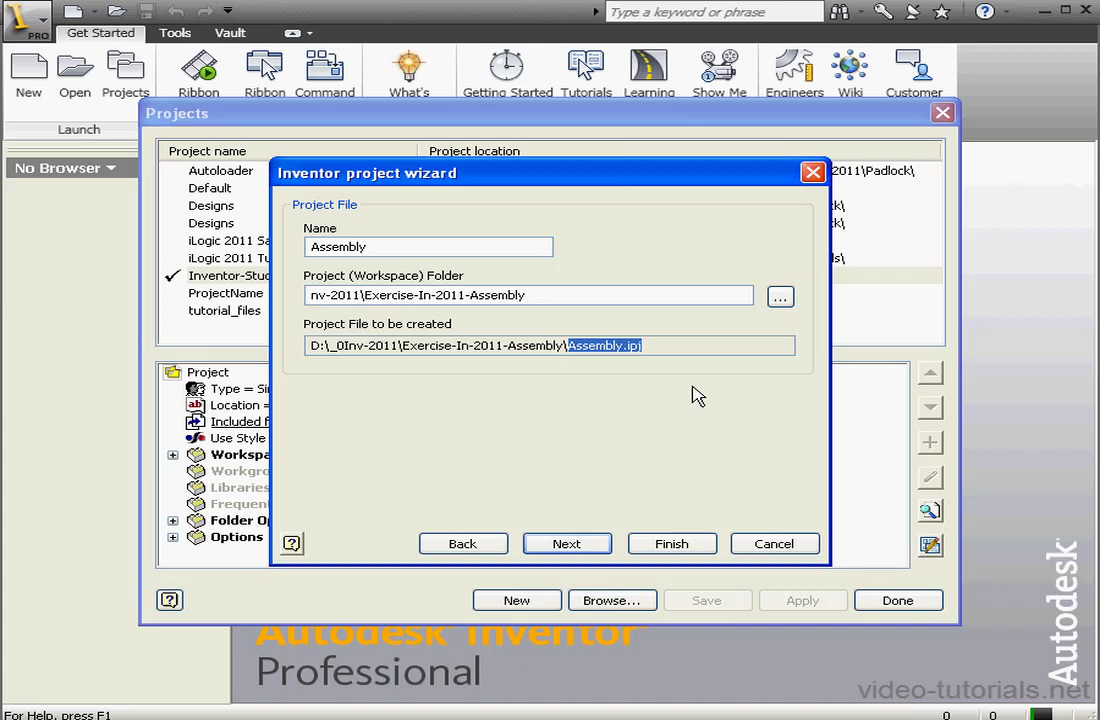 PRO
Type a keyword or phrase
Get Started Tools Vault
New Open Projects Ribbon Ribbon Command What's Getting Started Tutorials Learning Show Me Engineers Wiki Customer
Launch
Projects
No Browser
Project name Project location
Autoloader 2011\Padlock\
Default
Designs k\
Designs k\
iLogic 2011 Sa
iLogic 2011 Tu s\
Inventor-Stu
ProjectName
tutorial_files
Inventor project wizard
Project File
Name
Assembly
Project (Workspace) Folder
nv-2011\Exercise-In-2011-Assembly
...
Project File to be created
D:\_0Inv-2011\Exercise-In-2011-Assembly\Assembly.ipj
Project
Type = Si
Location =
Included f
Use Style
Workspa
Workgro
Libraries
Frequen
Folder Op
Options
Back Next Finish Cancel
New Browse... Save Apply Done
Autodesk Inventor
Professional
Autodesk
video-tutorials.net
For Help, press F1 0 0